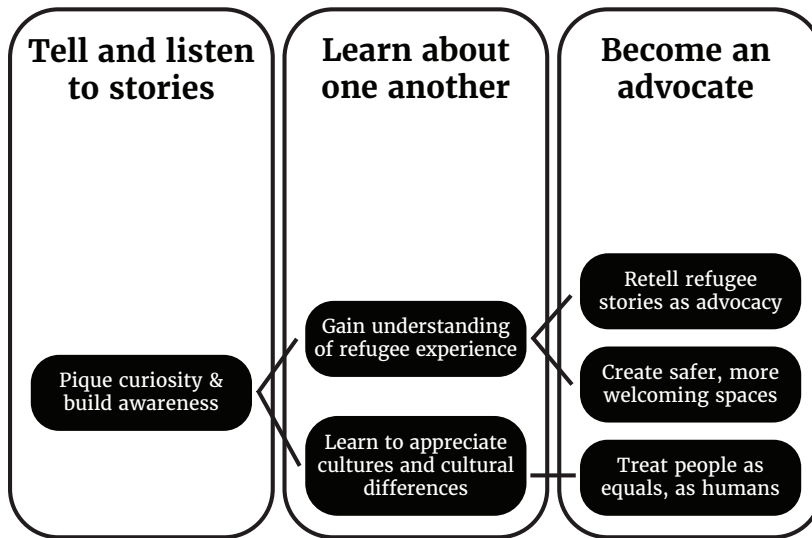 Tell and listen
to stories
Pique curiosity &
build awareness
Learn about
one another
Gain understanding
of refugee experience
Learn to appreciate
cultures and cultural
differences
Become an
advocate
Retell refugee
stories as advocacy
Create safer, more
welcoming spaces
Treat people as
equals, as humans